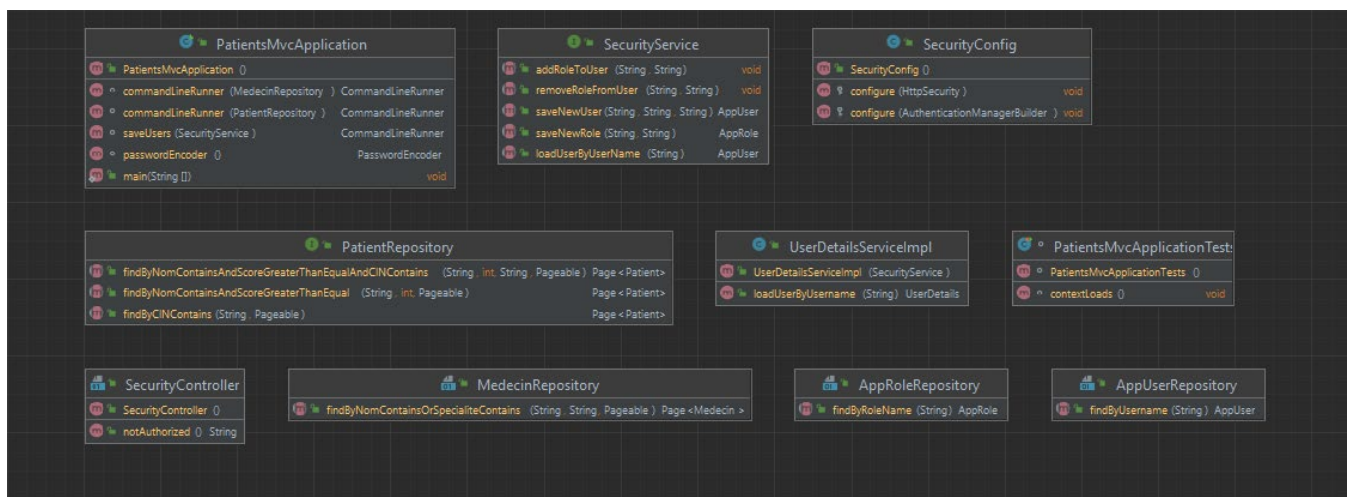 PatientsMvcApplication
PatientsMvcApplication ()
commandLineRunner (MedecinRepository ) CommandLineRunner
commandLineRunner (PatientRepository ) CommandLineRunner
saveUsers (SecurityService ) CommandLineRunner
passwordEncoder () PasswordEncoder
main(String []) void
SecurityService
addRoleToUser (String, String) void
removeRoleFromUser (String, String) void
saveNewUser (String, String, String) AppUser
saveNewRole (String, String) AppRole
loadUserByUserName (String) AppUser
SecurityConfig
SecurityConfig ()
configure (HttpSecurity ) void
configure (AuthenticationManagerBuilder ) void
PatientRepository
findByNomContainsAndScoreGreaterThanEqualAndCINContains (String, int, String, Pageable) Page <Patient>
findByNomContainsAndScoreGreaterThanEqual (String, int, Pageable) Page <Patient>
findByCINContains (String, Pageable) Page <Patient>
UserDetailsServiceImpl
UserDetailsServiceImpl (SecurityService )
loadUserByUsername (String) UserDetails
PatientsMvcApplicationTests
PatientsMvcApplicationTests ()
contextLoads () void
SecurityController
SecurityController ()
notAuthorized () String
MedecinRepository
findByNomContainsOrSpecialiteContains (String, String, Pageable) Page <Medecin >
AppRoleRepository
findByRoleName (String) AppRole
AppUserRepository
findByUsername (String) AppUser